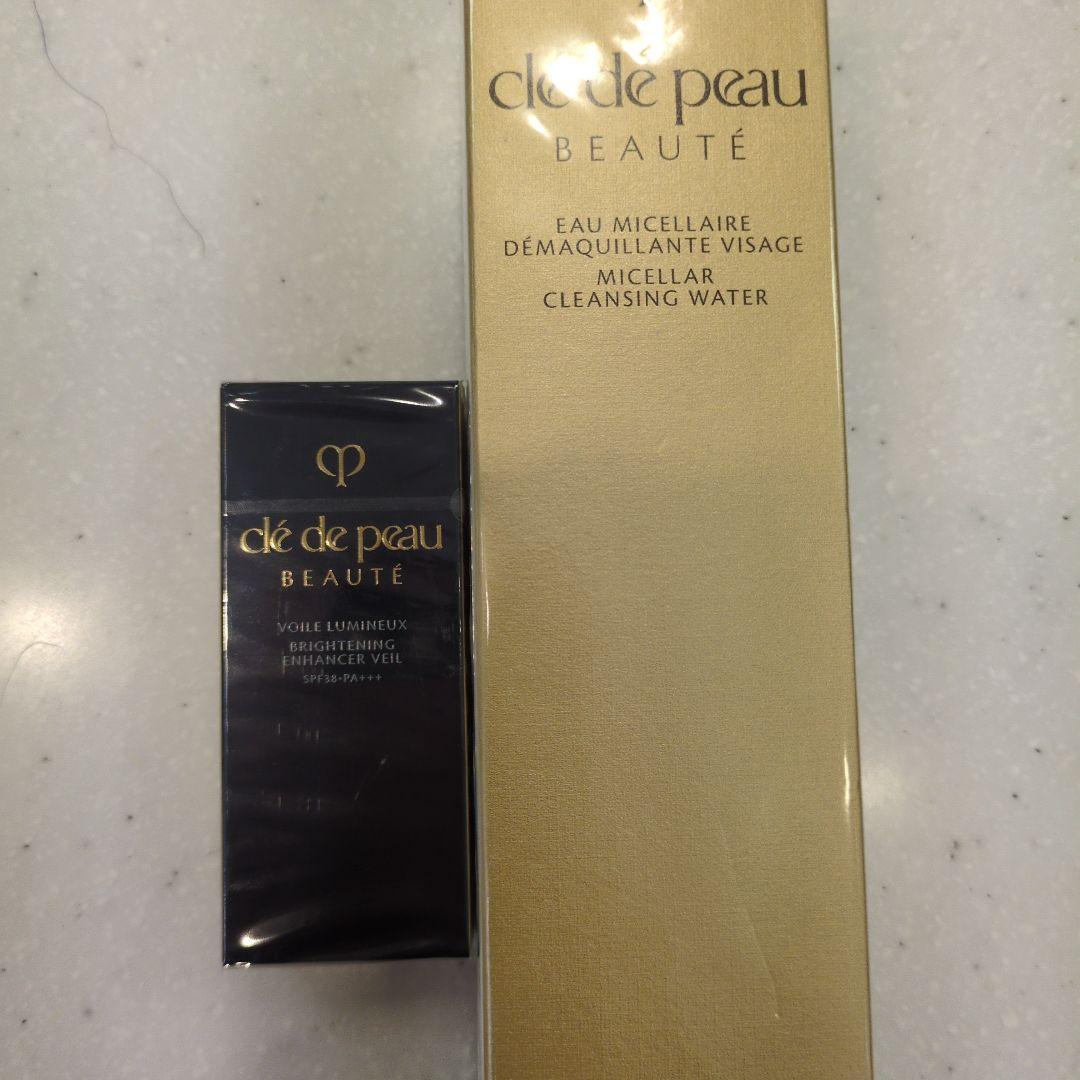 clé de peau
BEAUTÉ
EAU MICELLAIRE
DÉMAQUILLANTE VISAGE
MICELLAR
CLEANSING WATER
clé de peau
BEAUTÉ
VOILE LUMINEUX
BRIGHTENING
ENHANCER VEIL
SPF38・PA+++